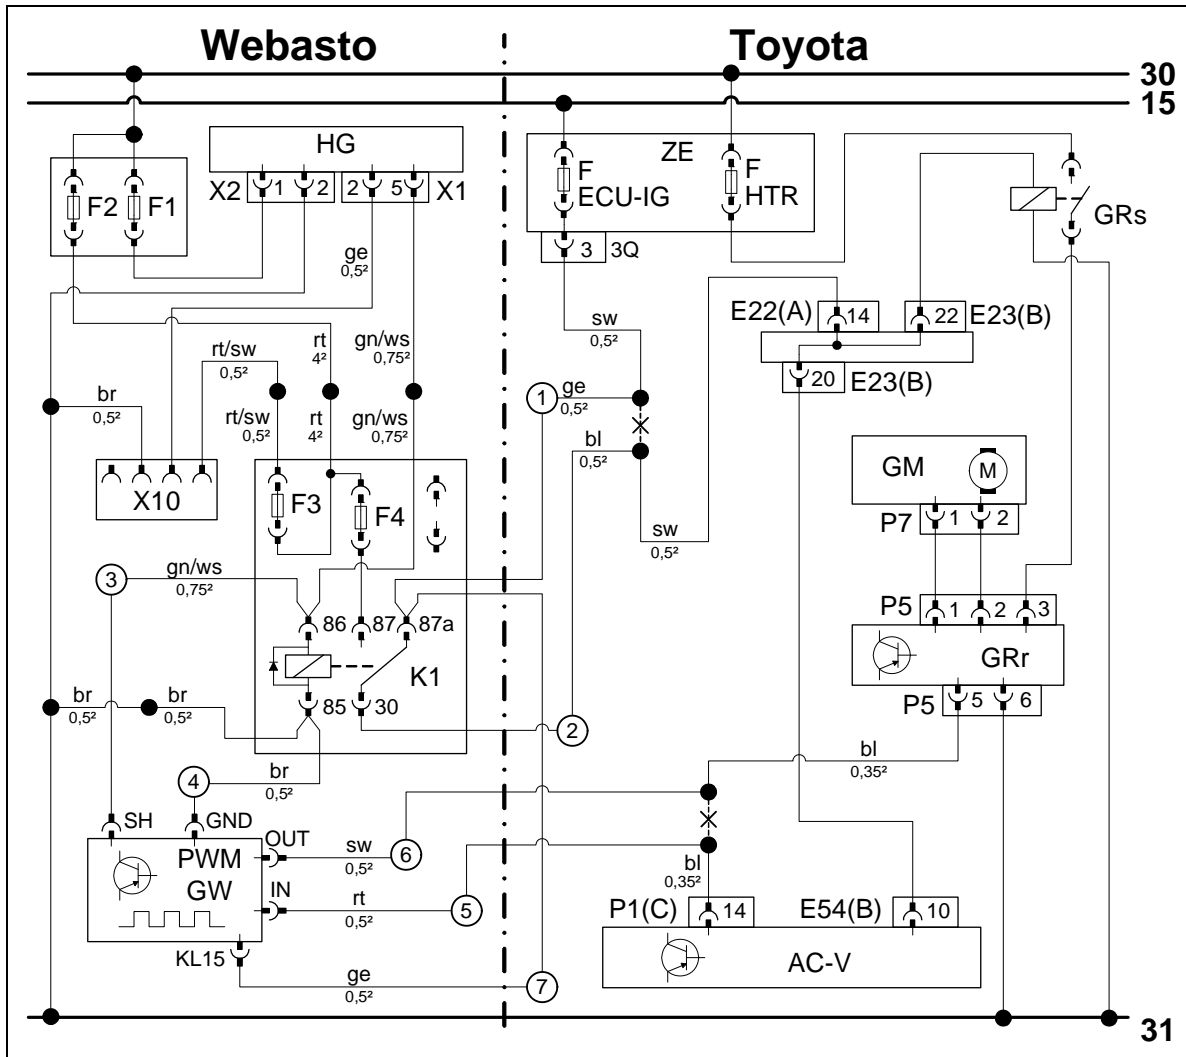 Webasto Toyota
30
15
HG
ZE
F2 F1
X2 1 2 2 5 X1
F
ECU-IG
F
HTR
GRs
3 3Q
ge
0,5²
E22(A) 14 22 E23(B)
sw
0,5²
rt
4²
gn/ws
0,75²
rt/sw
0,5²
20 E23(B)
br
0,5²
1 ge
0,5²
rt/sw
0,5²
rt
4²
gn/ws
0,75²
bl
0,5²
GM M
X10
F3 F4
P7 1 2
sw
0,5²
3 gn/ws
0,75²
P5 1 2 3
86 87 87a
GRr
K1
br
0,5²
br
0,5²
85 30
P5 5 6
2
bl
0,35²
4 br
0,5²
SH GND
OUT
PWM
GW
sw
0,5²
6
bl
0,35²
IN
rt
0,5²
5
P1(C) 14 E54(B) 10
KL15
AC-V
ge
0,5²
7
31